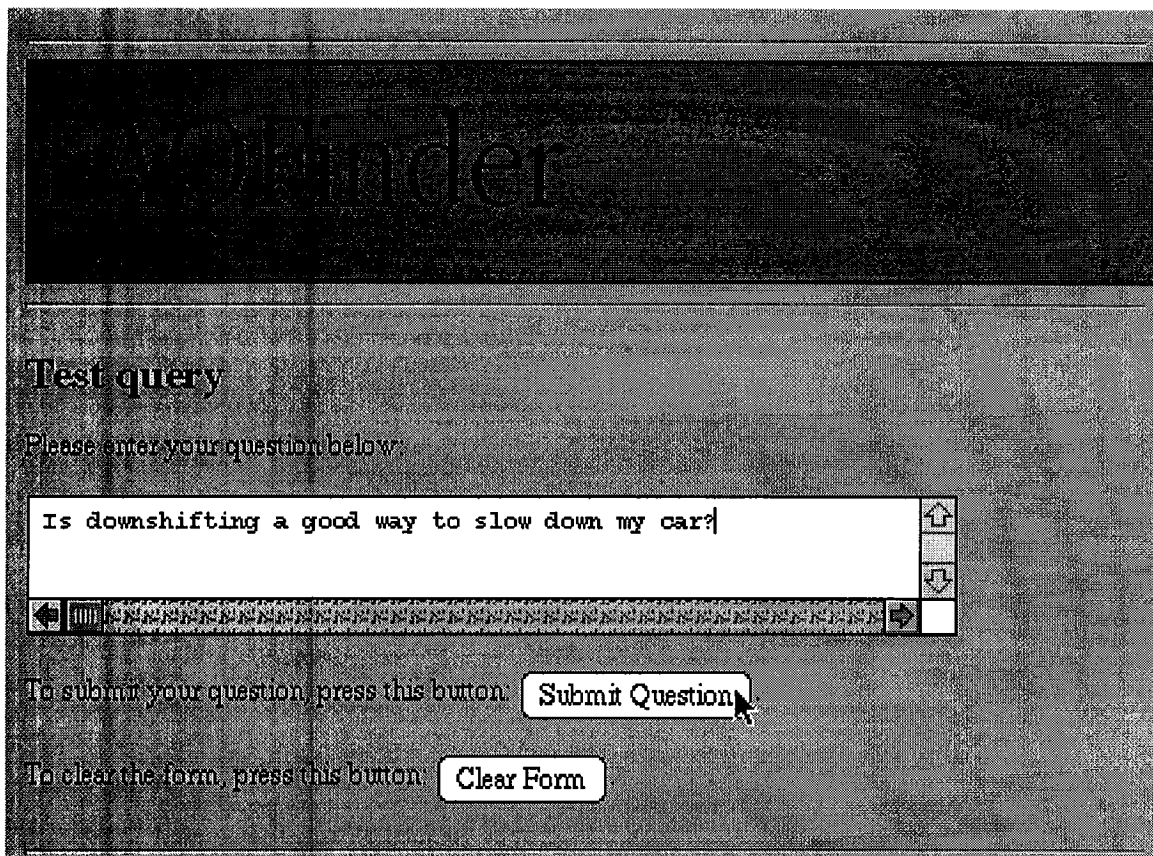 FAQFinder
Test query
Please enter your question below:
Is downshifting a good way to slow down my car?
To submit your question, press this button: Submit Question .
To clear the form, press this button: Clear Form